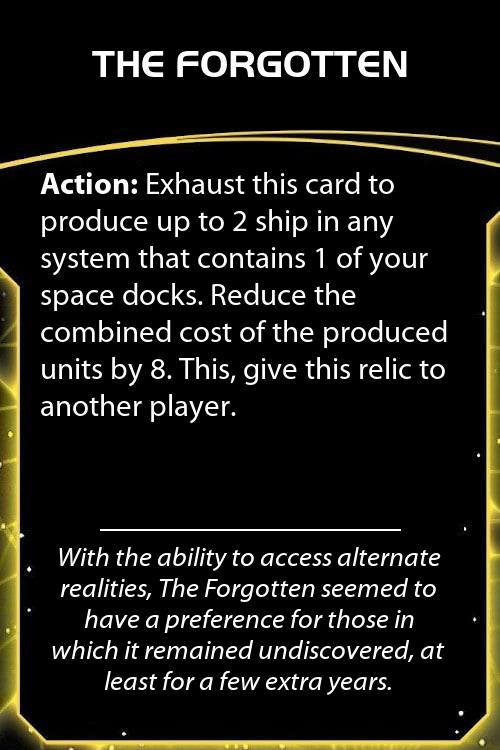 THE FORGOTTEN
Action: Exhaust this card to
produce up to 2 ship in any
system that contains 1 of your
space docks. Reduce the
combined cost of the produced
units by 8. This, give this relic to
another player.
With the ability to access alternate
realities, The Forgotten seemed to
have a preference for those in
which it remained undiscovered, at
least for a few extra years.